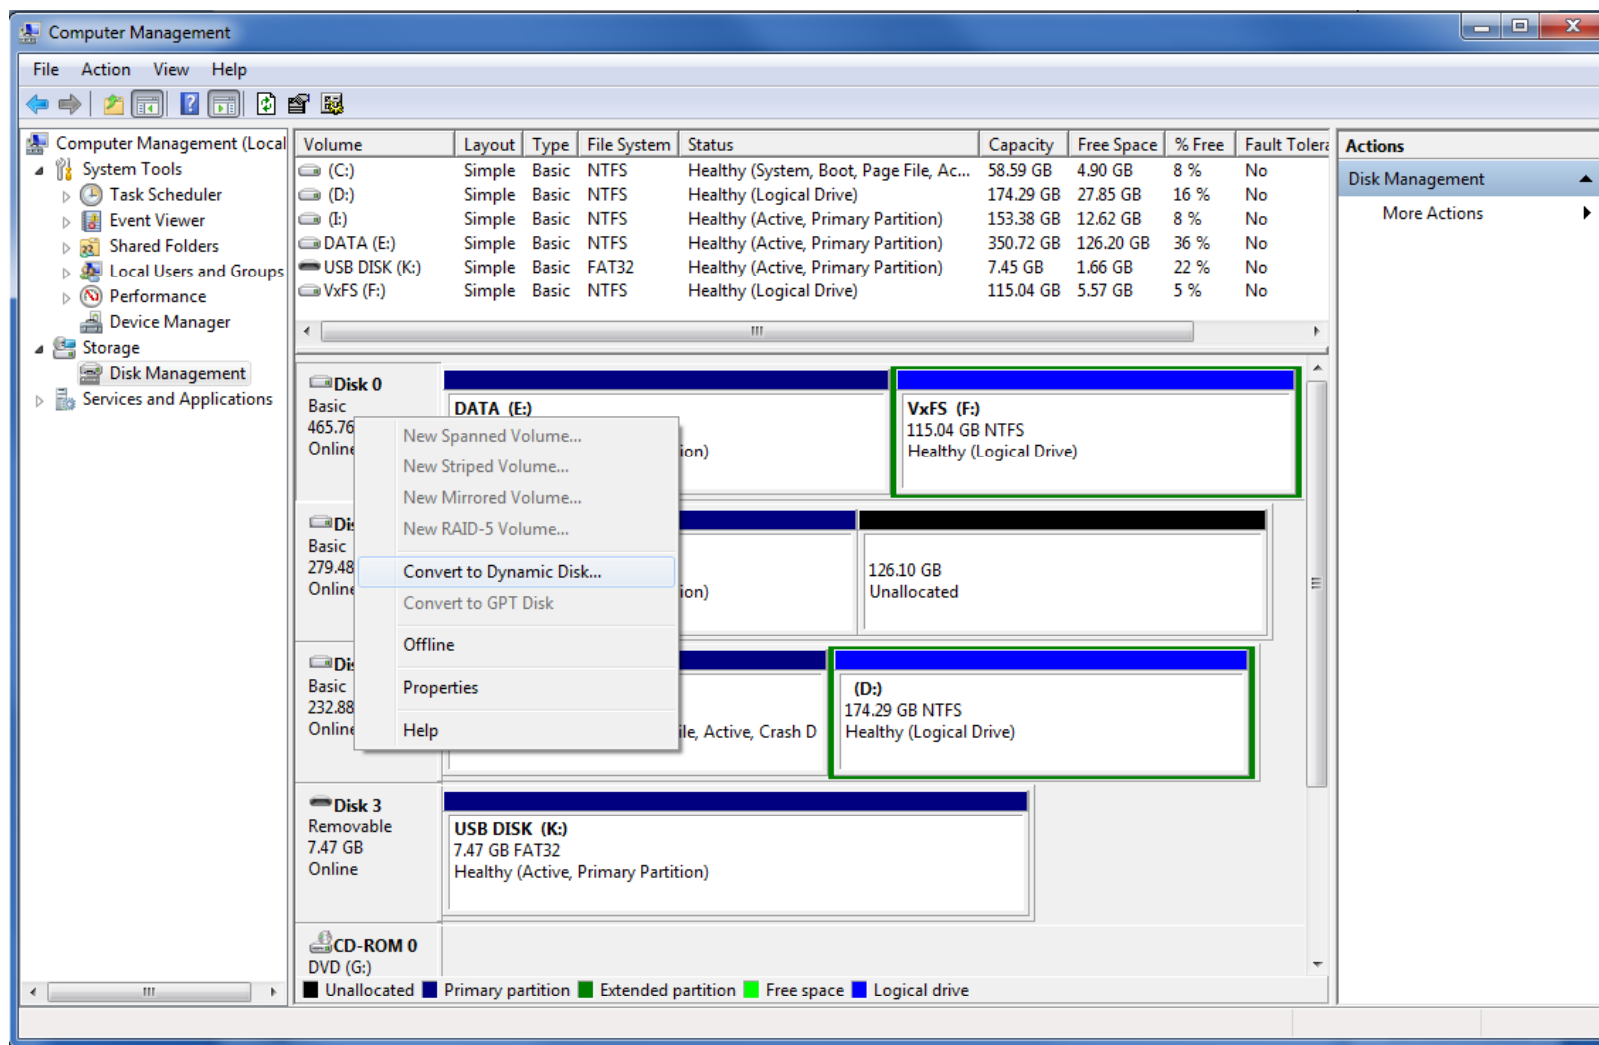 Computer Management
File Action View Help
Computer Management (Local
System Tools
Task Scheduler
Event Viewer
Shared Folders
Local Users and Groups
Performance
Device Manager
Storage
Disk Management
Services and Applications
Volume Layout Type File System Status Capacity Free Space % Free Fault Tolera
(C:) Simple Basic NTFS Healthy (System, Boot, Page File, Ac... 58.59 GB 4.90 GB 8 % No
(D:) Simple Basic NTFS Healthy (Logical Drive) 174.29 GB 27.85 GB 16 % No
(I:) Simple Basic NTFS Healthy (Active, Primary Partition) 153.38 GB 12.62 GB 8 % No
DATA (E:) Simple Basic NTFS Healthy (Active, Primary Partition) 350.72 GB 126.20 GB 36 % No
USB DISK (K:) Simple Basic FAT32 Healthy (Active, Primary Partition) 7.45 GB 1.66 GB 22 % No
VxFS (F:) Simple Basic NTFS Healthy (Logical Drive) 115.04 GB 5.57 GB 5 % No
Disk 0
Basic
465.76
Online
DATA (E:)
ion)
VxFS (F:)
115.04 GB NTFS
Healthy (Logical Drive)
New Spanned Volume...
New Striped Volume...
New Mirrored Volume...
New RAID-5 Volume...
Convert to Dynamic Disk...
Convert to GPT Disk
Offline
Properties
Help
Dis
Basic
279.48
Online
ion)
126.10 GB
Unallocated
Dis
Basic
232.88
Online
ile, Active, Crash D
(D:)
174.29 GB NTFS
Healthy (Logical Drive)
Disk 3
Removable
7.47 GB
Online
USB DISK (K:)
7.47 GB FAT32
Healthy (Active, Primary Partition)
CD-ROM 0
DVD (G:)
Unallocated Primary partition Extended partition Free space Logical drive
Actions
Disk Management
More Actions